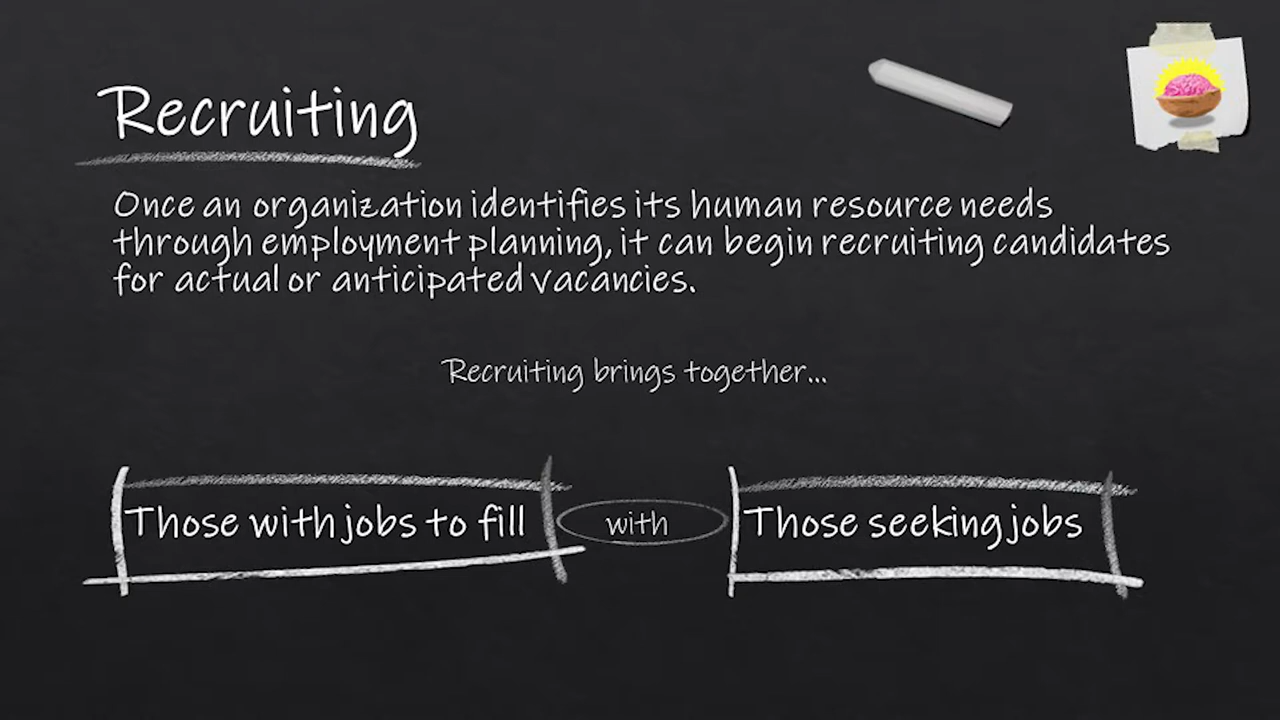 Recruiting
Once an organization identifies its human resource needs
through employment planning, it can begin recruiting candidates
for actual or anticipated vacancies.
Recruiting brings together...
Those with jobs to fill
with
Those seeking jobs